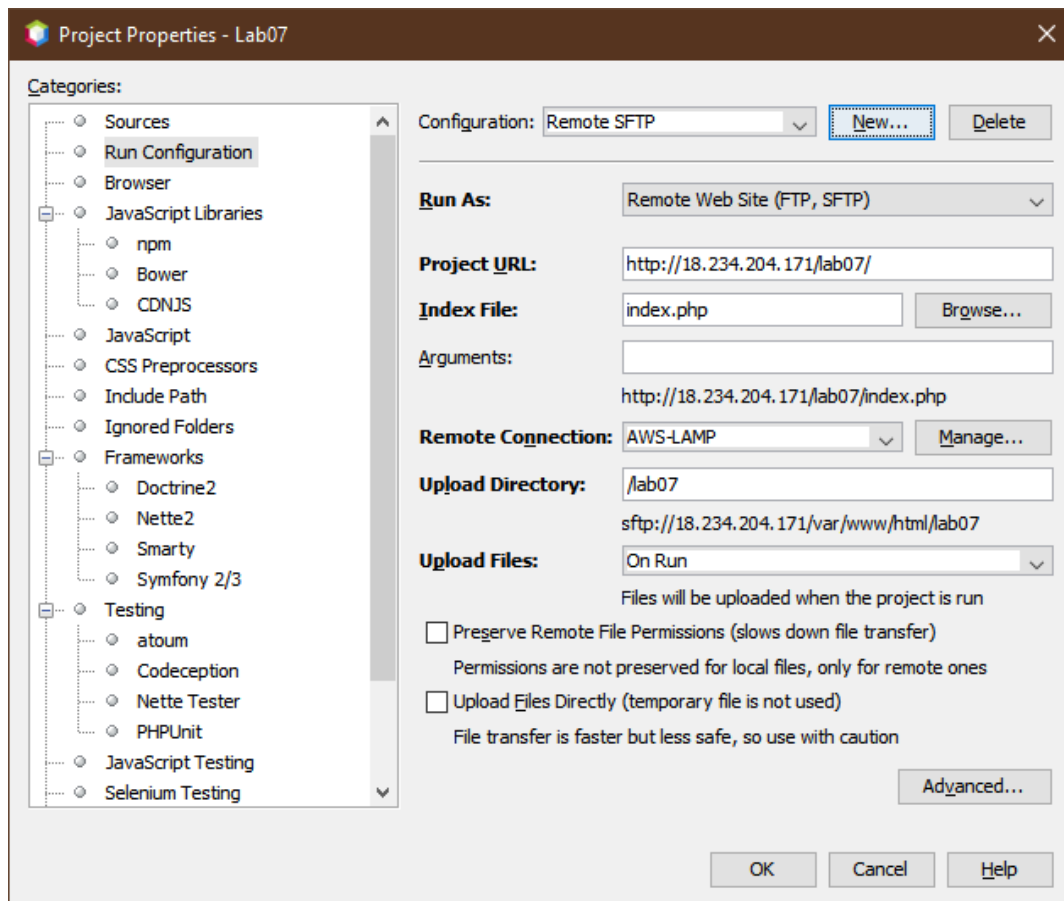 Project Properties - Lab07
Categories:
Sources
Run Configuration
Browser
JavaScript Libraries
npm
Bower
CDNJS
JavaScript
CSS Preprocessors
Include Path
Ignored Folders
Frameworks
Doctrine2
Nette2
Smarty
Symfony 2/3
Testing
atoum
Codeception
Nette Tester
PHPUnit
JavaScript Testing
Selenium Testing
Configuration: Remote SFTP New... Delete
Run As: Remote Web Site (FTP, SFTP)
Project URL: http://18.234.204.171/lab07/
Index File: index.php Browse...
Arguments:
http://18.234.204.171/lab07/index.php
Remote Connection: AWS-LAMP Manage...
Upload Directory: /lab07
sftp://18.234.204.171/var/www/html/lab07
Upload Files: On Run
Files will be uploaded when the project is run
Preserve Remote File Permissions (slows down file transfer)
Permissions are not preserved for local files, only for remote ones
Upload Files Directly (temporary file is not used)
File transfer is faster but less safe, so use with caution
Advanced...
OK Cancel Help